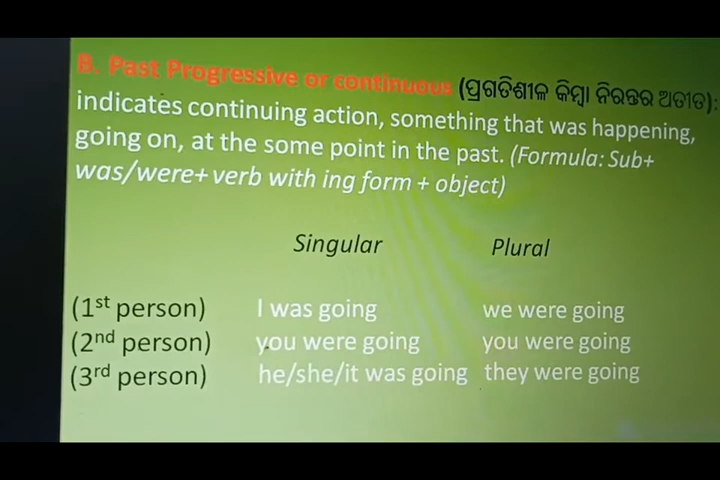 B. Past Progressive or continuous (ପ୍ରଗତିଶୀଳ କିମ୍ବା ନିରନ୍ତର ଅତୀତ):
indicates continuing action, something that was happening,
going on, at the some point in the past. (Formula: Sub+
was/were+ verb with ing form + object)
Singular Plural
(1st person) I was going we were going
(2nd person) you were going you were going
(3rd person) he/she/it was going they were going